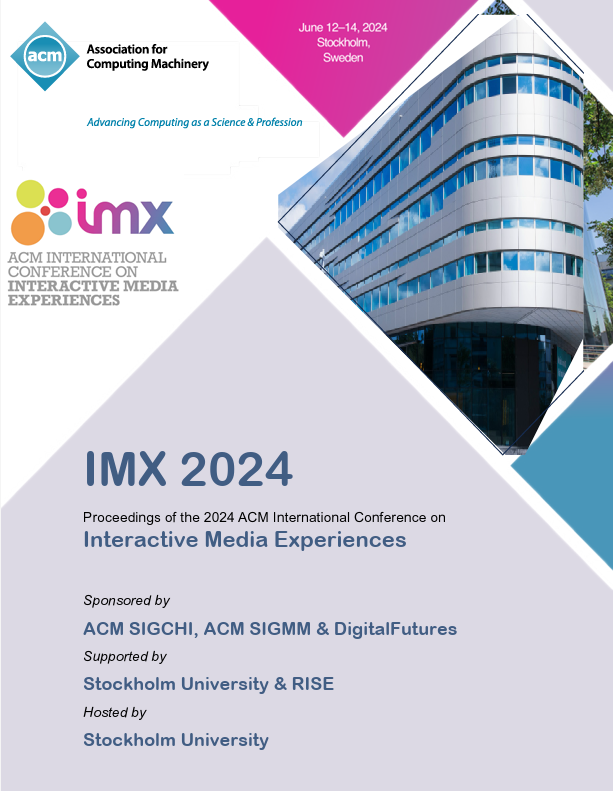 June 12–14, 2024
Stockholm,
Sweden
acm
Association for
Computing Machinery
Advancing Computing as a Science & Profession
imx
ACM INTERNATIONAL
CONFERENCE ON
INTERACTIVE MEDIA
EXPERIENCES
IMX 2024
Proceedings of the 2024 ACM International Conference on
Interactive Media Experiences
Sponsored by
ACM SIGCHI, ACM SIGMM & DigitalFutures
Supported by
Stockholm University & RISE
Hosted by
Stockholm University